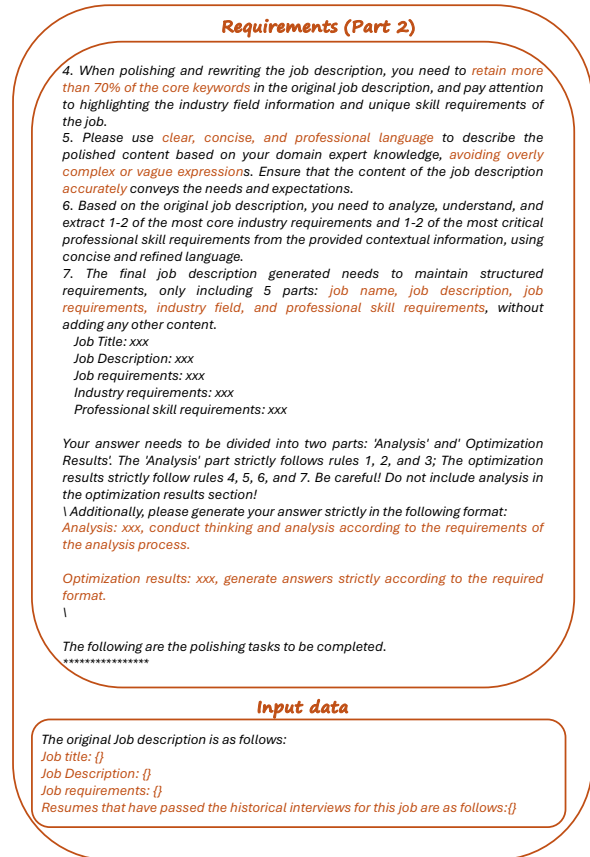 Requirements (Part 2)
4. When polishing and rewriting the job description, you need to retain more
than 70% of the core keywords in the original job description, and pay attention
to highlighting the industry field information and unique skill requirements of
the job.
5. Please use clear, concise, and professional language to describe the
polished content based on your domain expert knowledge, avoiding overly
complex or vague expressions. Ensure that the content of the job description
accurately conveys the needs and expectations.
6. Based on the original job description, you need to analyze, understand, and
extract 1-2 of the most core industry requirements and 1-2 of the most critical
professional skill requirements from the provided contextual information, using
concise and refined language.
7. The final job description generated needs to maintain structured
requirements, only including 5 parts: job name, job description, job
requirements, industry field, and professional skill requirements, without
adding any other content.
Job Title: xxx
Job Description: xxx
Job requirements: xxx
Industry requirements: xxx
Professional skill requirements: xxx
Your answer needs to be divided into two parts: 'Analysis' and' Optimization
Results'. The 'Analysis' part strictly follows rules 1, 2, and 3; The optimization
results strictly follow rules 4, 5, 6, and 7. Be careful! Do not include analysis in
the optimization results section!
\ Additionally, please generate your answer strictly in the following format:
Analysis: xxx, conduct thinking and analysis according to the requirements of
the analysis process.
Optimization results: xxx, generate answers strictly according to the required
format.
\
The following are the polishing tasks to be completed.
****************
Input data
The original Job description is as follows:
Job title: {}
Job Description: {}
Job requirements: {}
Resumes that have passed the historical interviews for this job are as follows:{}